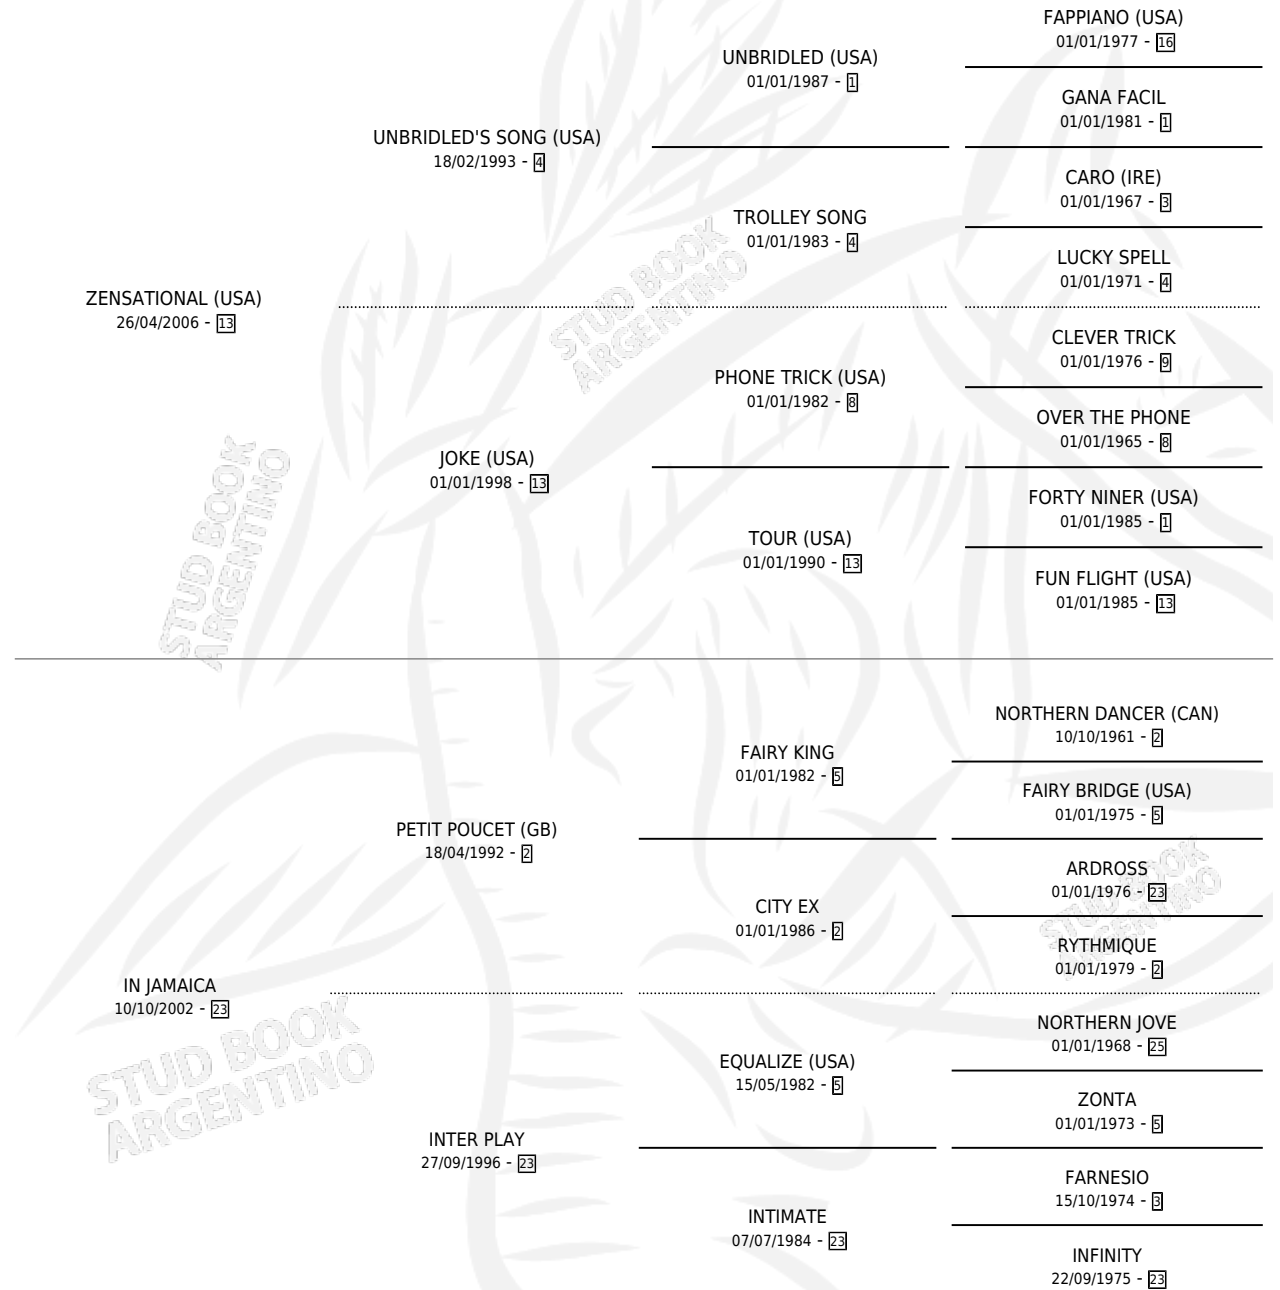 FAPPIANO (USA)
01/01/1977 - 16
UNBRIDLED (USA)
01/01/1987 - 1
GANA FACIL
01/01/1981 - 1
UNBRIDLED'S SONG (USA)
18/02/1993 - 4
CARO (IRE)
01/01/1967 - 3
TROLLEY SONG
01/01/1983 - 4
LUCKY SPELL
01/01/1971 - 4
ZENSATIONAL (USA)
26/04/2006 - 13
CLEVER TRICK
01/01/1976 - 9
PHONE TRICK (USA)
01/01/1982 - 8
OVER THE PHONE
01/01/1965 - 8
JOKE (USA)
01/01/1998 - 13
FORTY NINER (USA)
01/01/1985 - 1
TOUR (USA)
01/01/1990 - 13
FUN FLIGHT (USA)
01/01/1985 - 13
NORTHERN DANCER (CAN)
10/10/1961 - 2
FAIRY KING
01/01/1982 - 5
FAIRY BRIDGE (USA)
01/01/1975 - 5
PETIT POUCET (GB)
18/04/1992 - 2
ARDROSS
01/01/1976 - 23
CITY EX
01/01/1986 - 2
RYTHMIQUE
01/01/1979 - 2
IN JAMAICA
10/10/2002 - 23
NORTHERN JOVE
01/01/1968 - 25
EQUALIZE (USA)
15/05/1982 - 5
ZONTA
01/01/1973 - 5
INTER PLAY
27/09/1996 - 23
FARNESIO
15/10/1974 - 3
INTIMATE
07/07/1984 - 23
INFINITY
22/09/1975 - 23
STUD BOOK
ARGENTINO
STUD BOOK
ARGENTINO
STUD BOOK
ARGENTINO
STUD BOOK
ARGENTINO